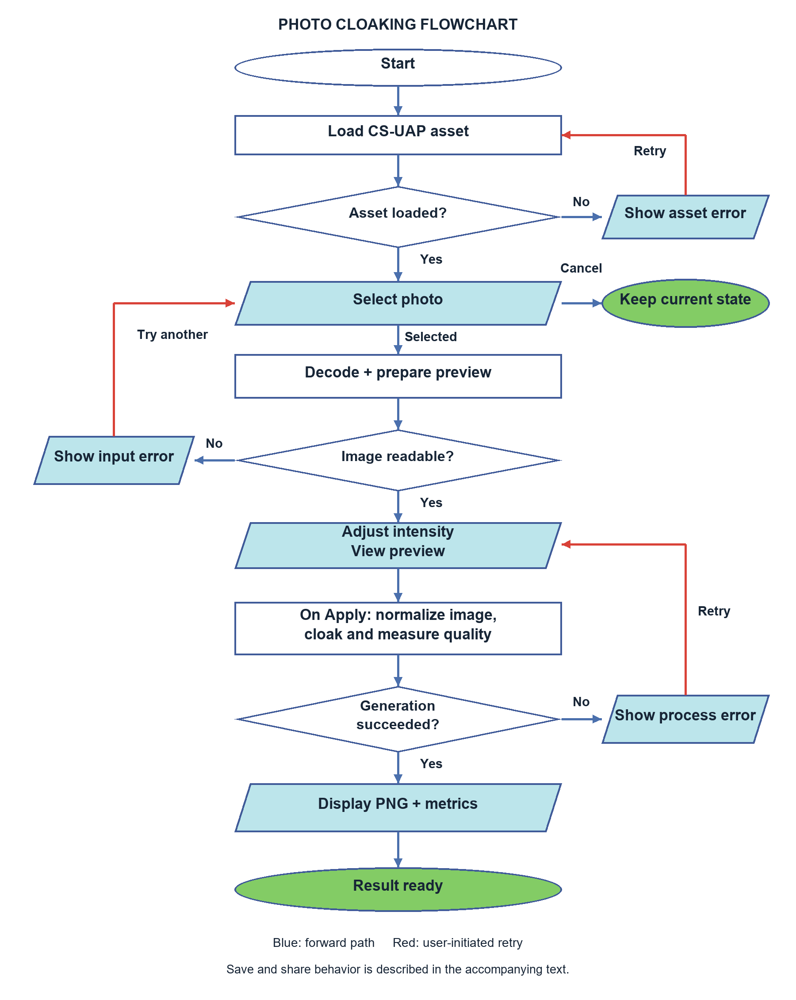 PHOTO CLOAKING FLOWCHART
Start
Load CS-UAP asset
Retry
Asset loaded?
No
Show asset error
Yes
Cancel
Select photo
Keep current state
Try another
Selected
Decode + prepare preview
No
Show input error
Image readable?
Yes
Adjust intensity
View preview
On Apply: normalize image,
cloak and measure quality
Retry
Generation
succeeded?
No
Show process error
Yes
Display PNG + metrics
Result ready
Blue: forward path Red: user-initiated retry
Save and share behavior is described in the accompanying text.